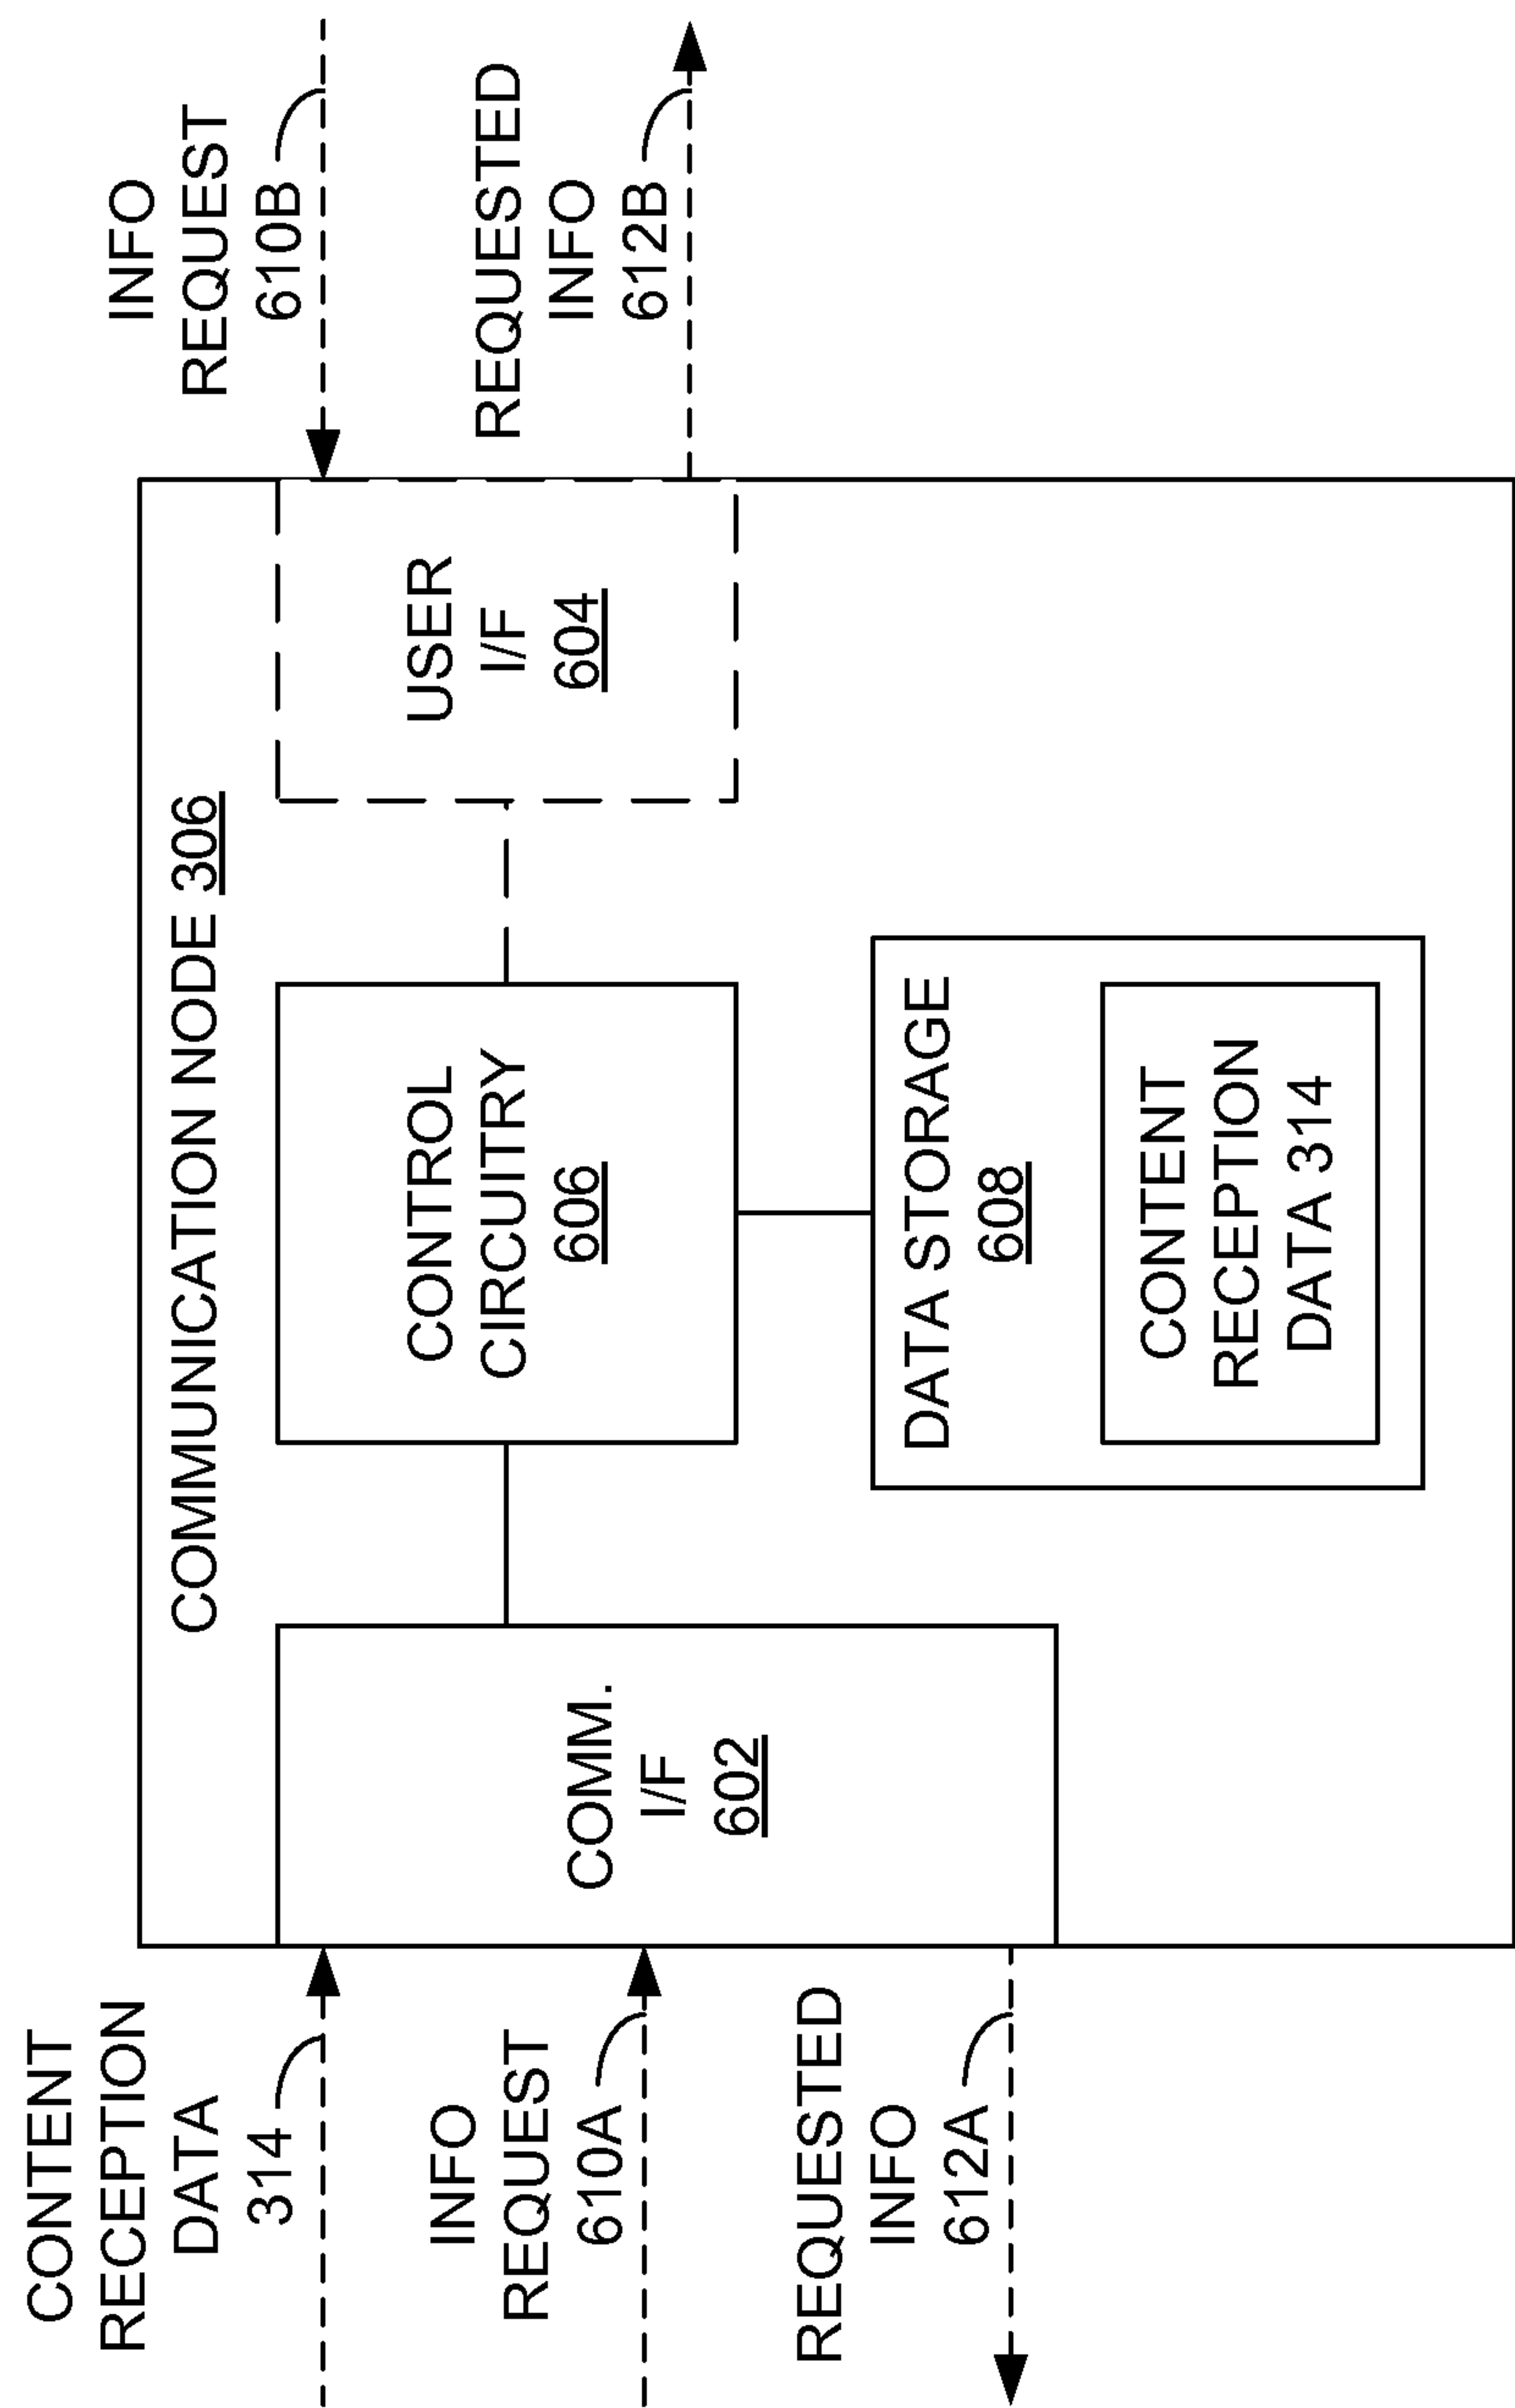 COMMUNICATION NODE 306
CONTENT
RECEPTION
DATA
314
INFO
REQUEST
610A
REQUESTED
INFO
612A
COMM.
I/F
602
CONTROL
CIRCUITRY
606
DATA STORAGE
608
CONTENT
RECEPTION
DATA 314
USER
I/F
604
INFO
REQUEST
610B
REQUESTED
INFO
612B